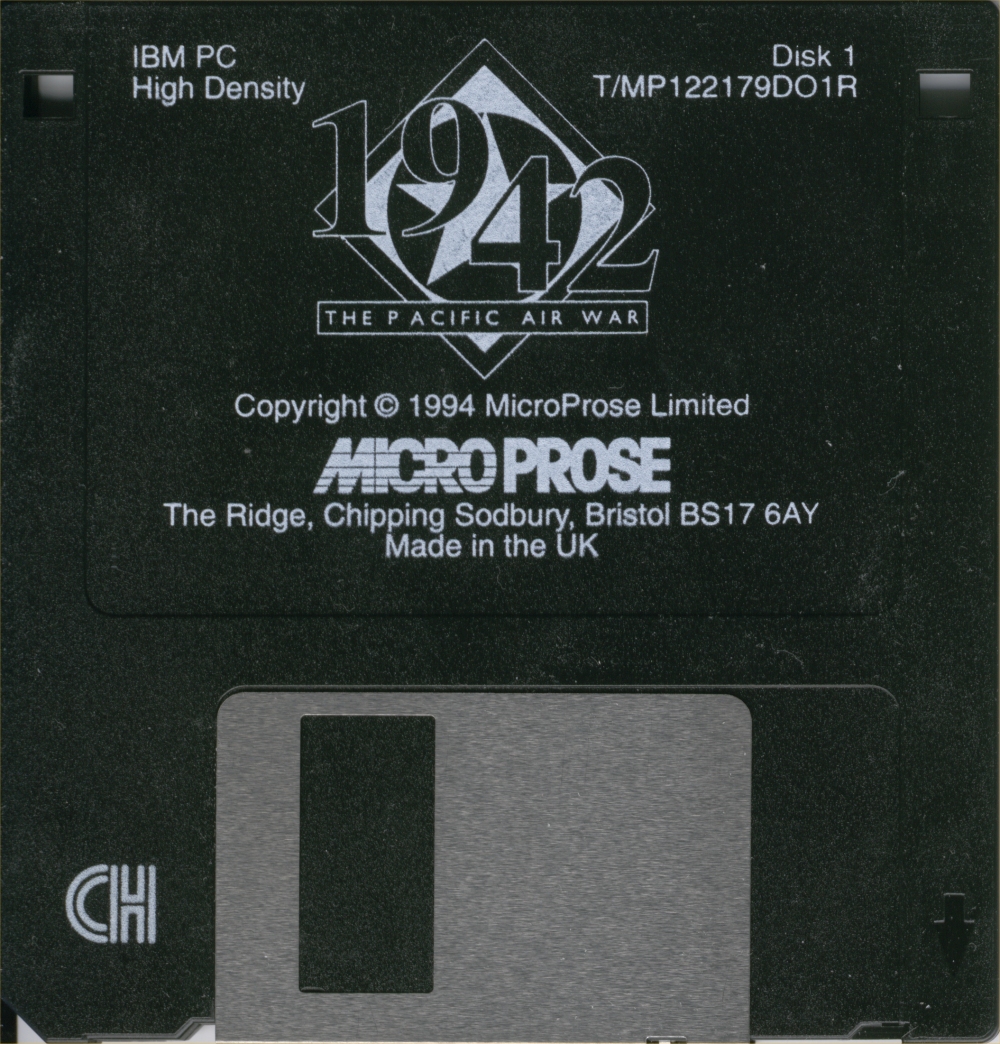 IBM PC
High Density
Disk 1
T/MP122179DO1R
1942
THE PACIFIC AIR WAR
Copyright © 1994 MicroProse Limited
MICROPROSE
The Ridge, Chipping Sodbury, Bristol BS17 6AY
Made in the UK
CH